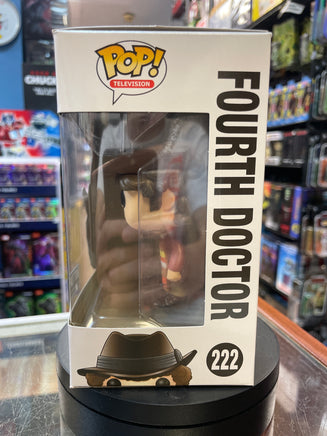 POP!
TELEVISION
FOURTH DOCTOR
222